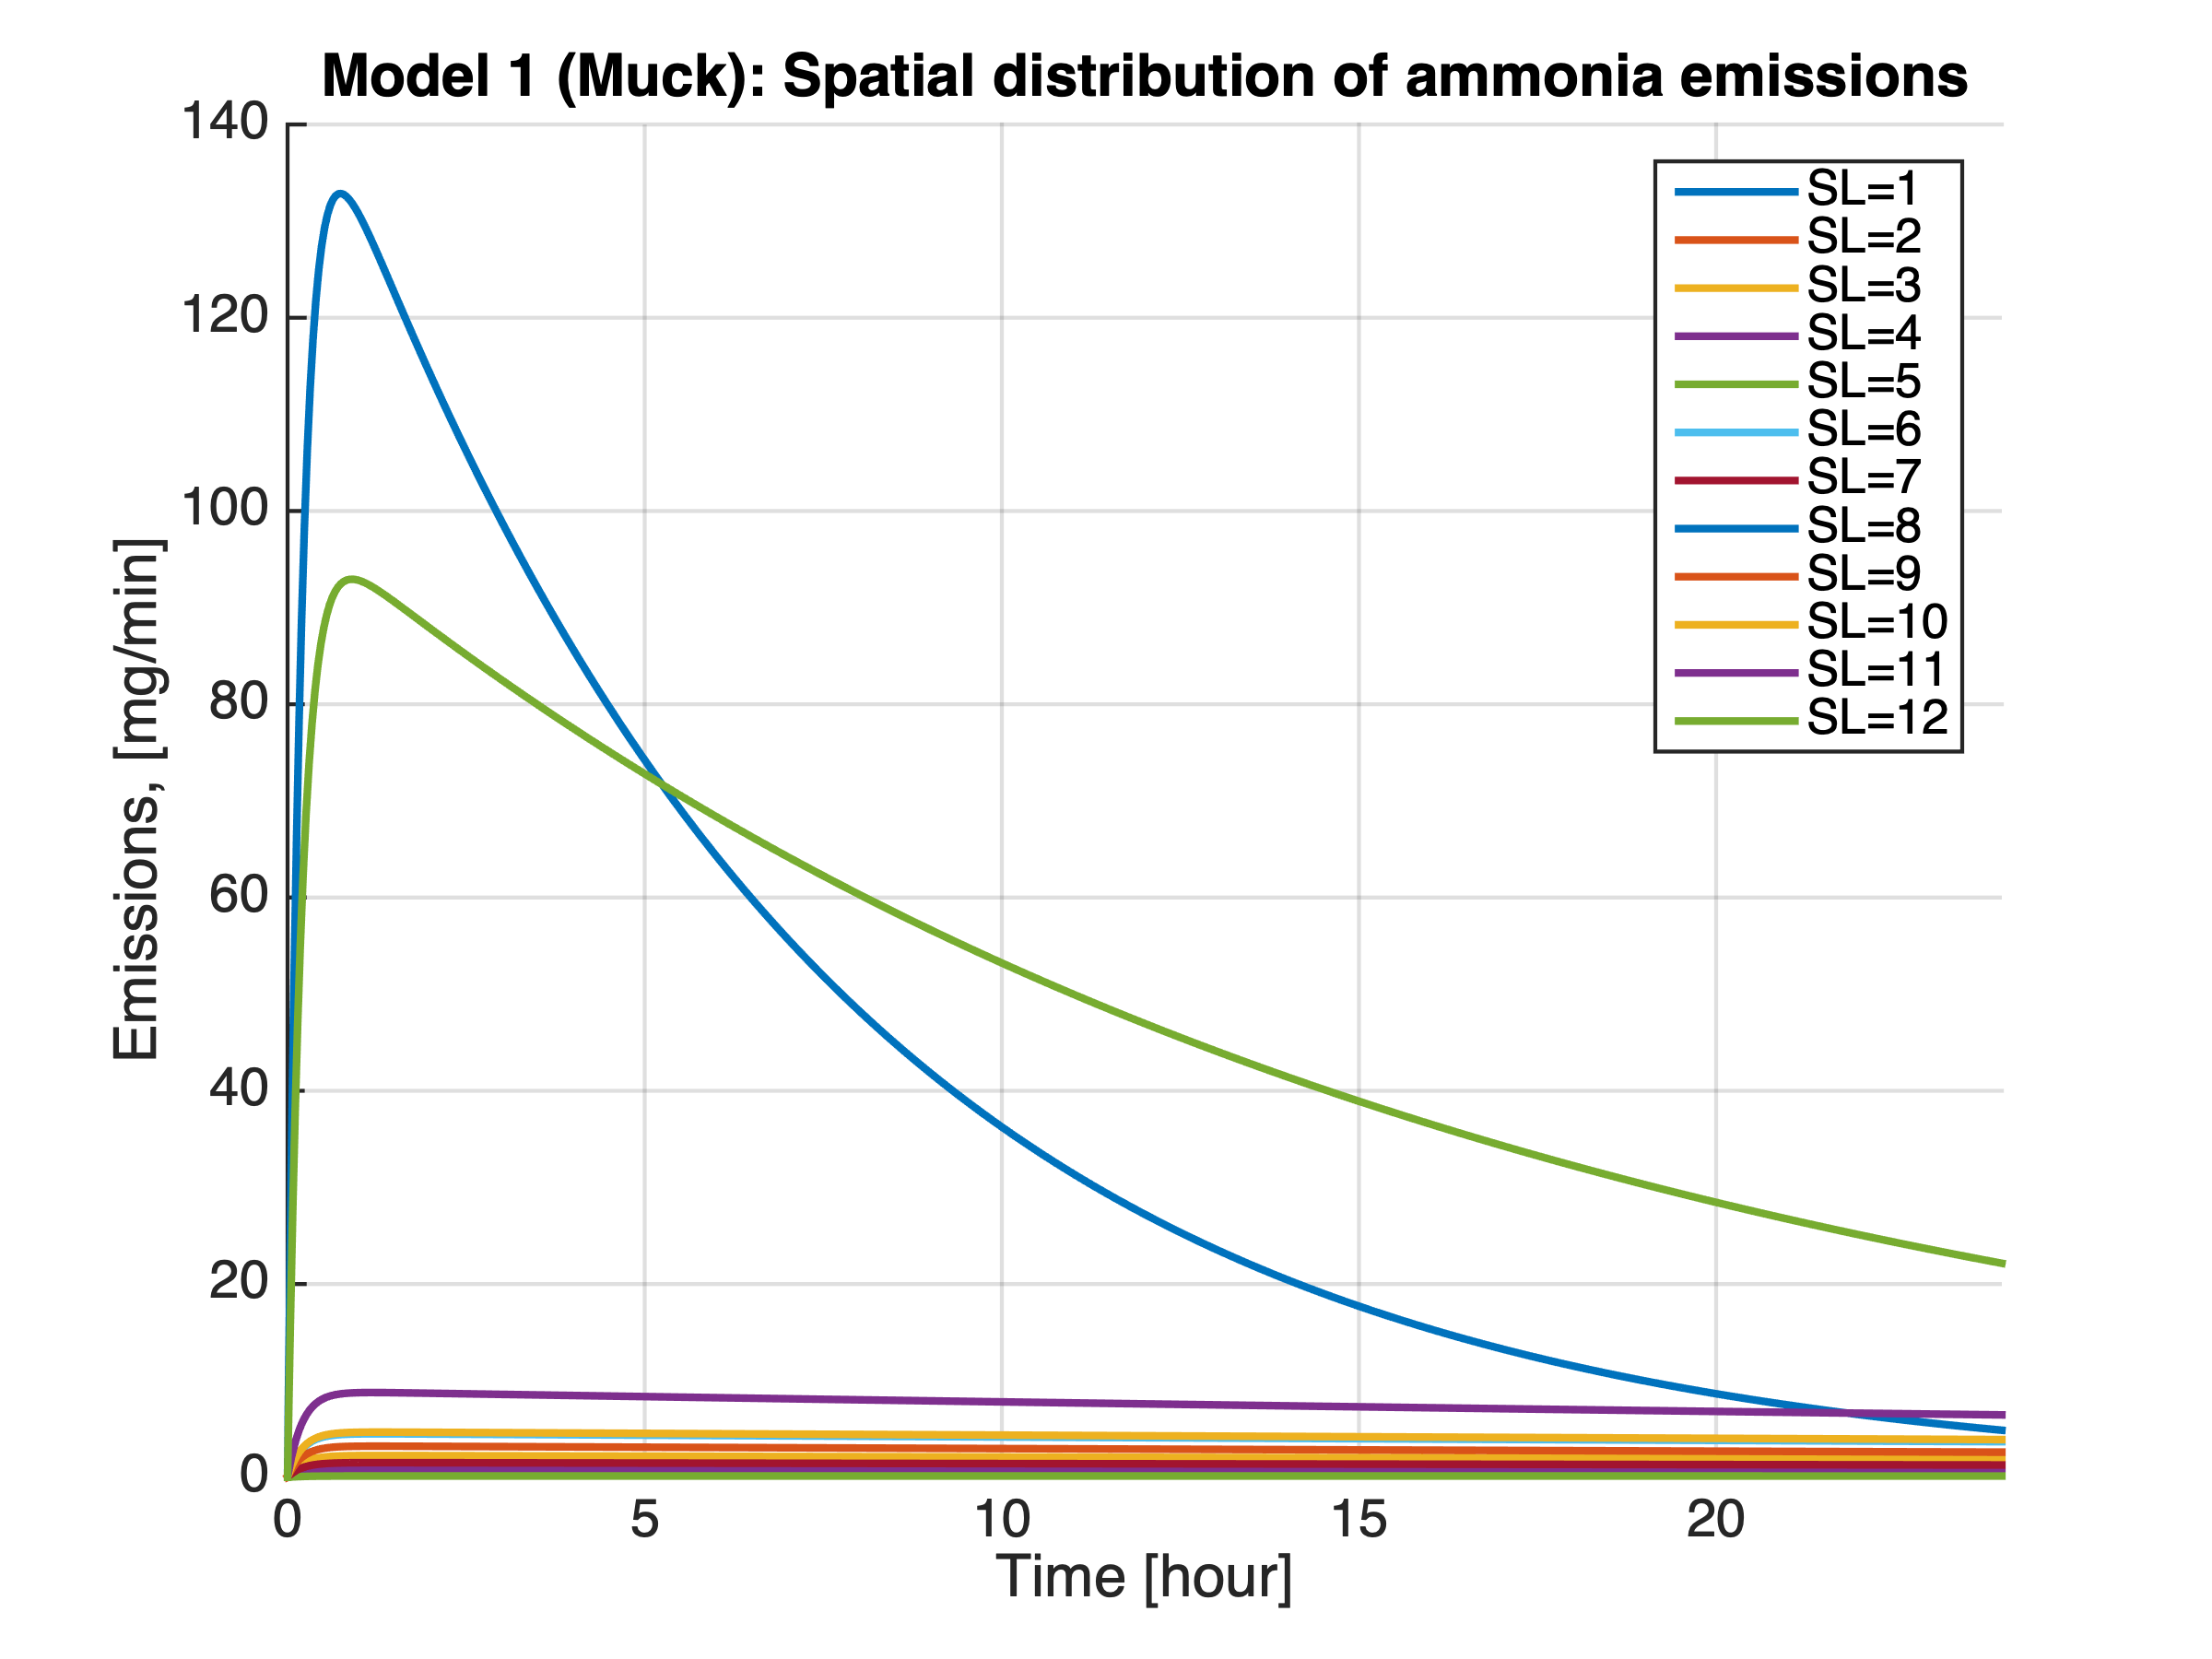 Model 1 (Muck): Spatial distribution of ammonia emissions
140
120
100
80
60
40
20
0
Emissions, [mg/min]
SL=1
SL=2
SL=3
SL=4
SL=5
SL=6
SL=7
SL=8
SL=9
SL=10
SL=11
SL=12
0 5 10 15 20
Time [hour]